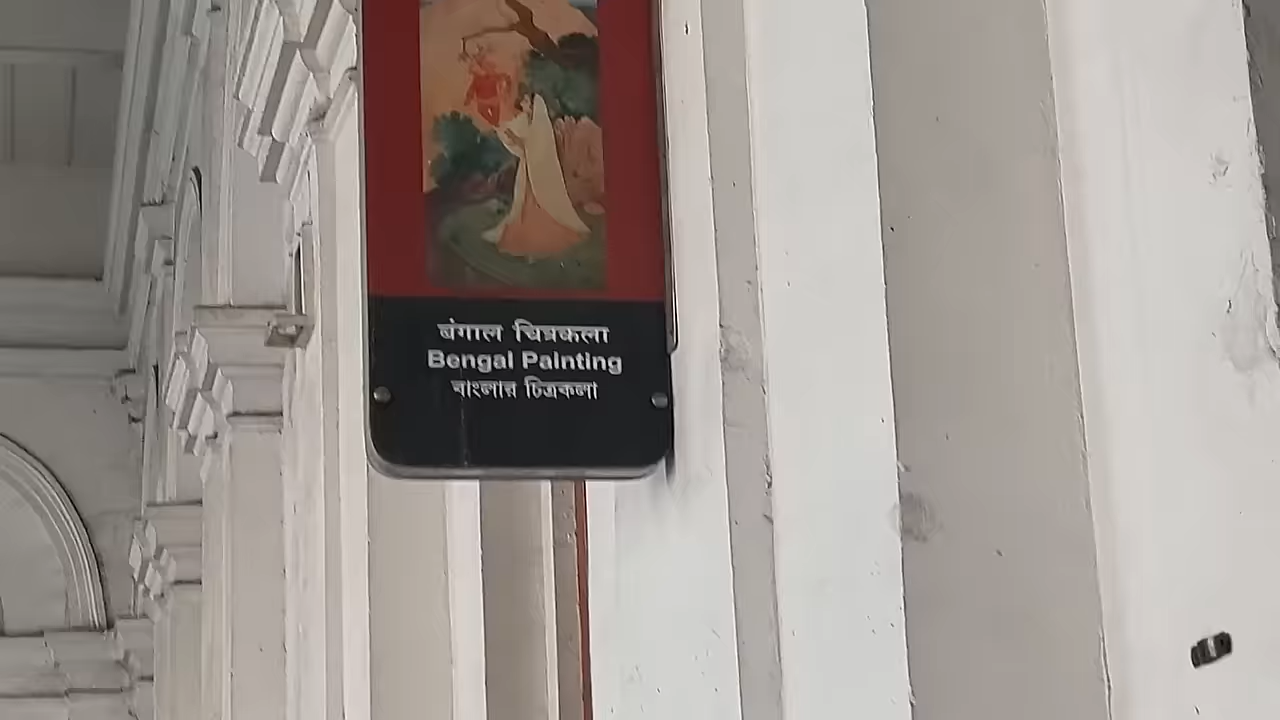 बंगाल चित्रकला
Bengal Painting
বাংলার চিত্রকলা